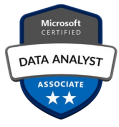 Microsoft
CERTIFIED
DATA ANALYST
ASSOCIATE